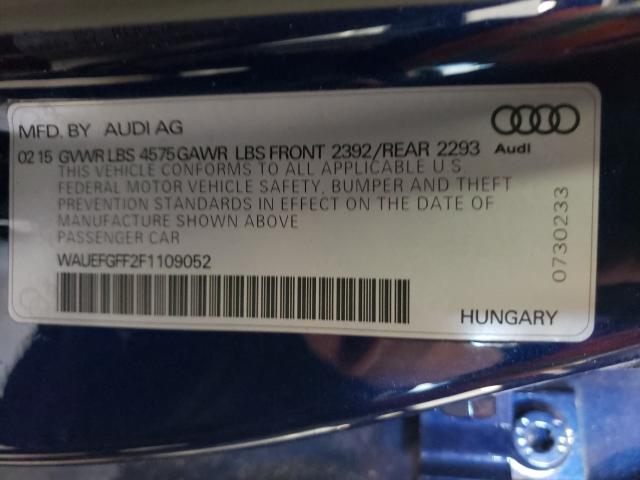 MFD. BY AUDI AG
02 15 GVWR LBS 4575 GAWR LBS FRONT 2392/REAR 2293
Audi
THIS VEHICLE CONFORMS TO ALL APPLICABLE U.S.
FEDERAL MOTOR VEHICLE SAFETY, BUMPER AND THEFT
PREVENTION STANDARDS IN EFFECT ON THE DATE OF
MANUFACTURE SHOWN ABOVE
PASSENGER CAR
WAUEFGFF2F1109052
HUNGARY
0730233